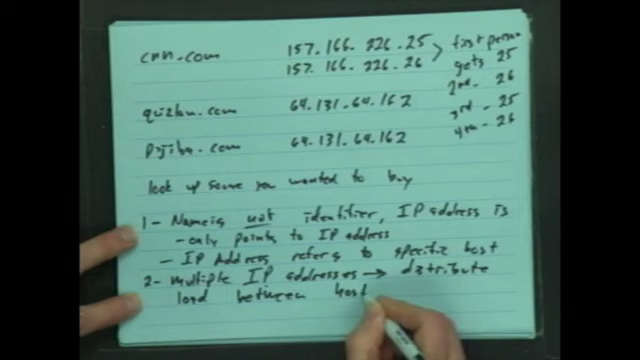 cnn.com 157.166.226.25 first person
157.166.226.26 gets 25
2nd - 26
quizlun.com 64.131.64.162 3rd - 25
4th - 26
Pojiba.com 64.131.64.162
look up some you wanted to buy
1- Name is not identifier, IP address is
- only points to IP address
- IP Address refers to specific host
2- Multiple IP addresses → distribute
load between host